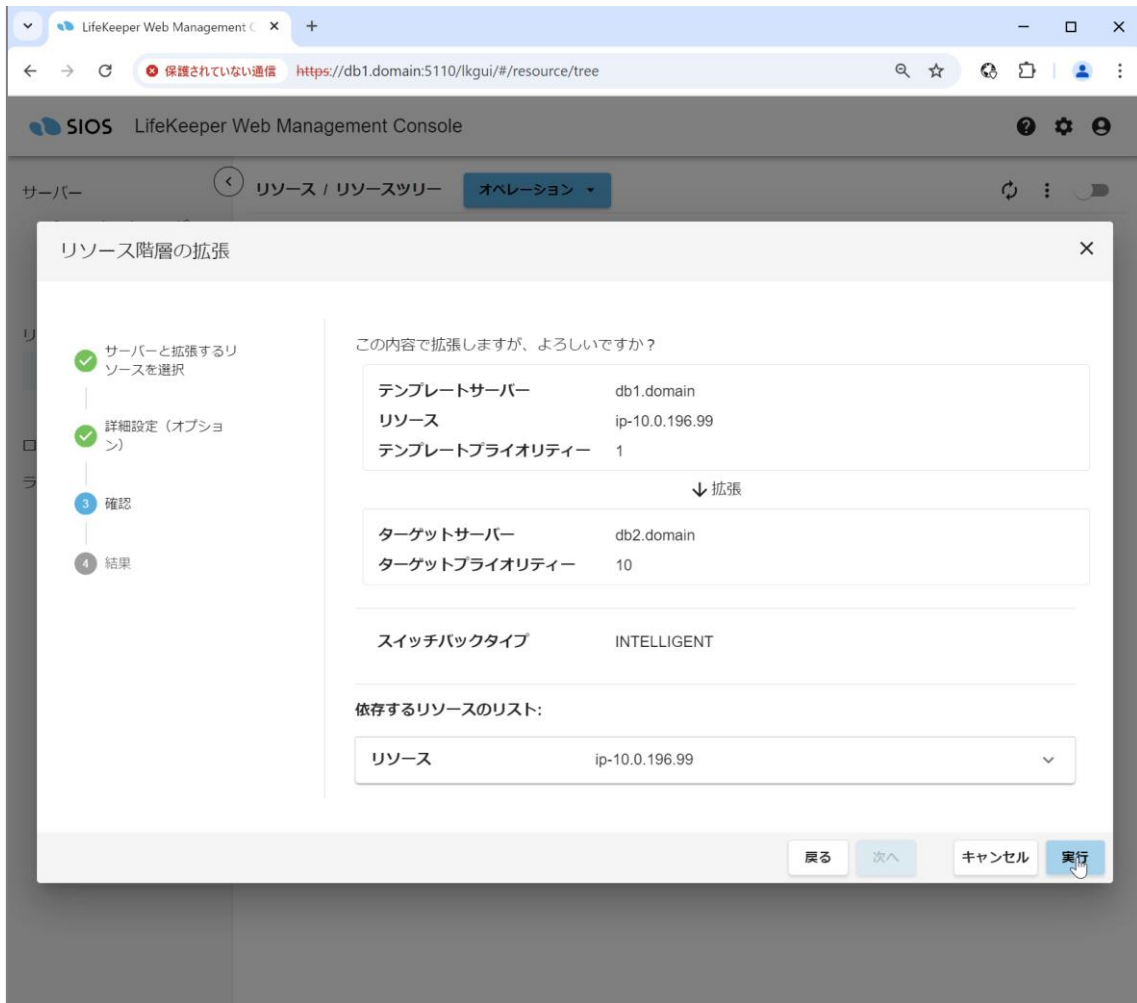 LifeKeeper Web Management C
保護されていない通信 https://db1.domain:5110/lkgui/#/resource/tree
SIOS LifeKeeper Web Management Console
サーバー
リソース / リソースツリー
オペレーション
リソース階層の拡張
サーバーと拡張するリ
ソースを選択
詳細設定（オプショ
ン）
3 確認
4 結果
この内容で拡張しますが、よろしいですか？
テンプレートサーバー db1.domain
リソース ip-10.0.196.99
テンプレートプライオリティー 1
拡張
ターゲットサーバー db2.domain
ターゲットプライオリティー 10
スイッチバックタイプ INTELLIGENT
依存するリソースのリスト:
リソース ip-10.0.196.99
戻る 次へ キャンセル 実行